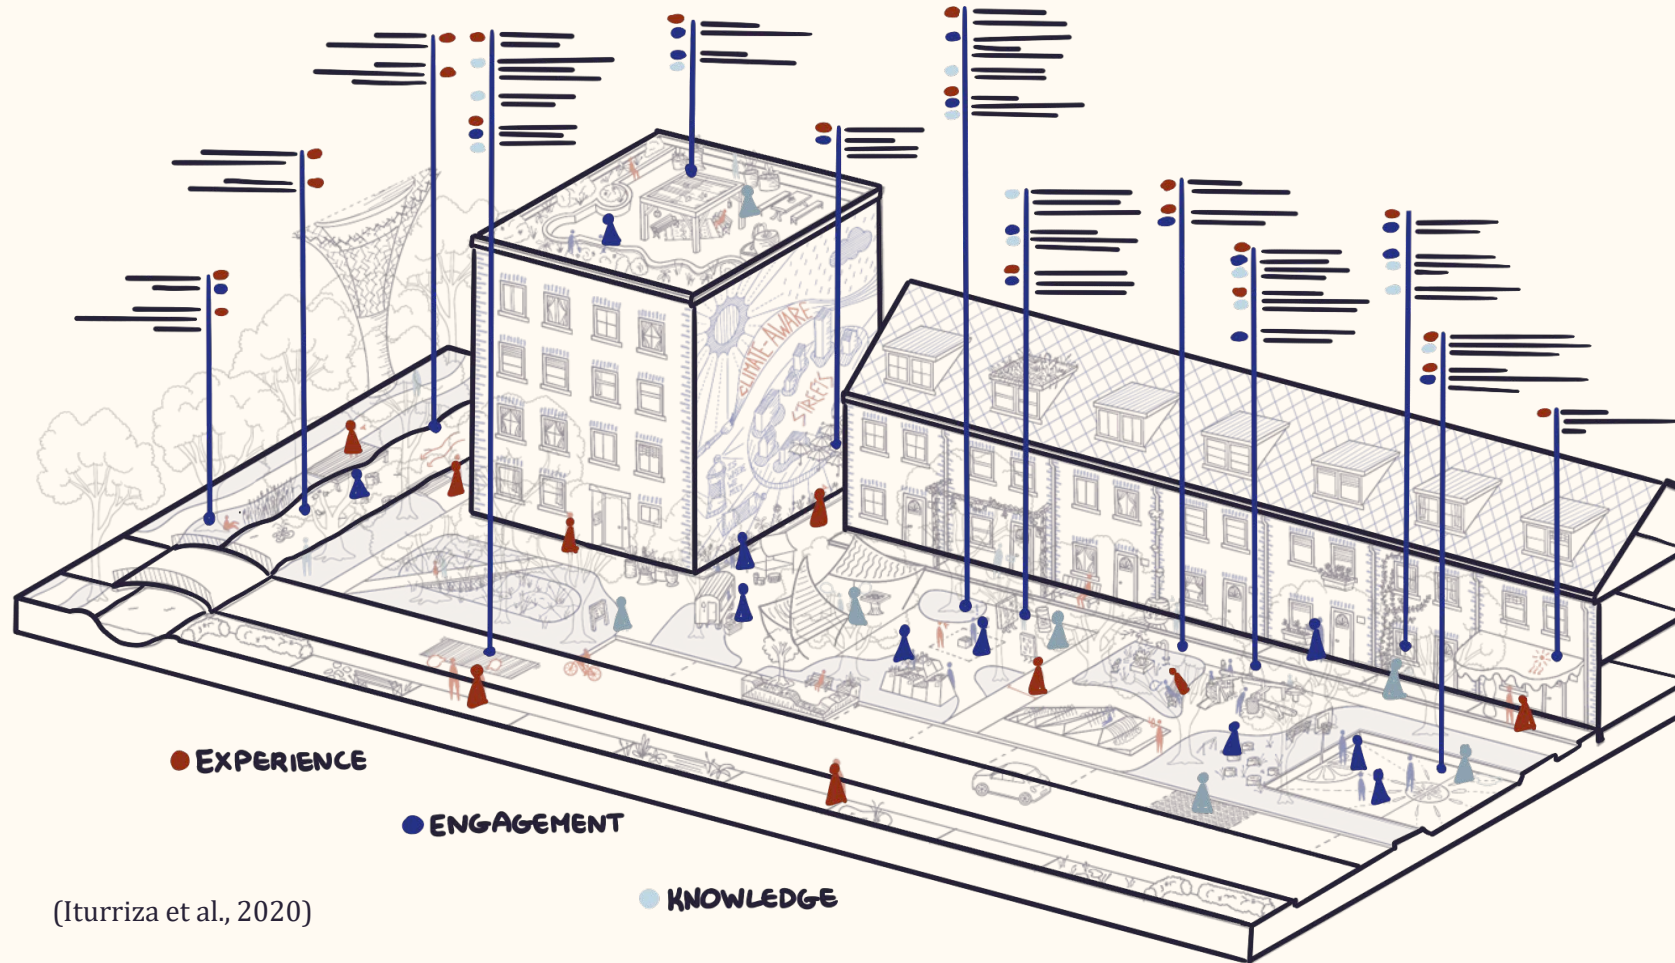 CLIMATE-AWARE
STREETS
EXPERIENCE
ENGAGEMENT
KNOWLEDGE
(Iturriza et al., 2020)